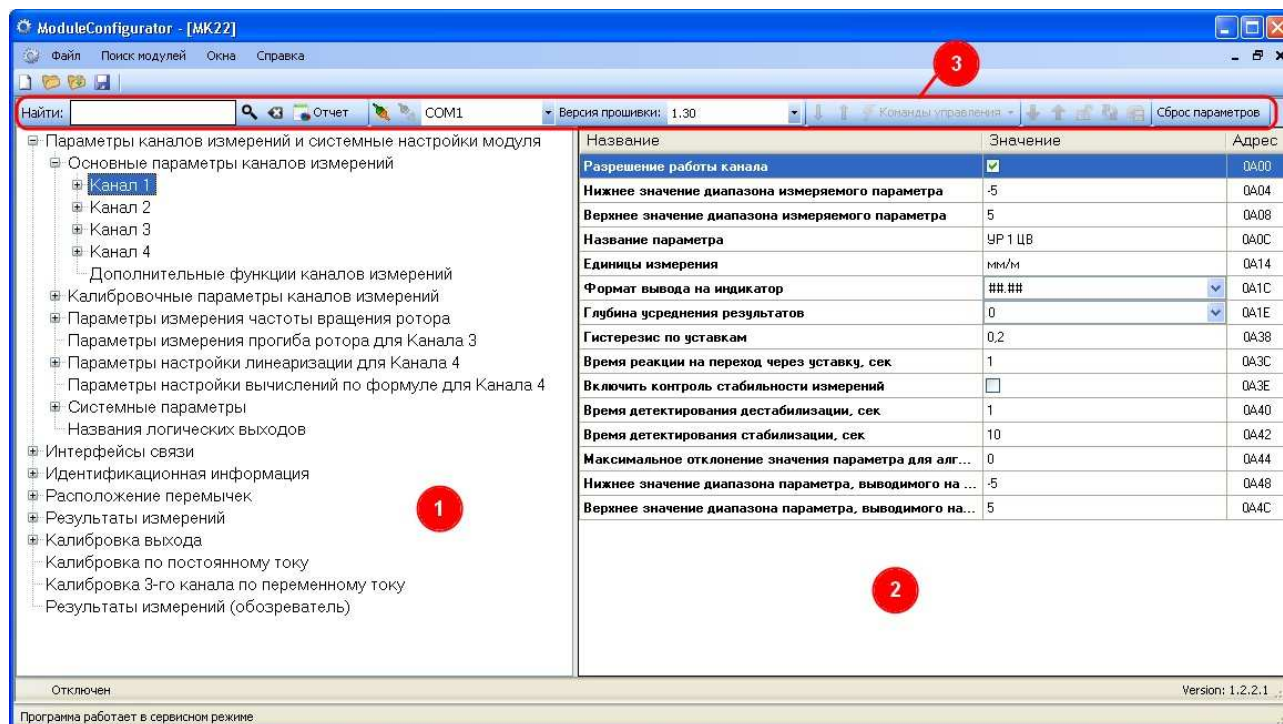 ModuleConfigurator - [MK22]
Файл Поиск модулей Окна Справка
3
Найти: Отчет COM1 Версия прошивки: 1.30 Команды управления Сброс параметров
Параметры каналов измерений и системные настройки модуля
Основные параметры каналов измерений
Канал 1
Канал 2
Канал 3
Канал 4
Дополнительные функции каналов измерений
Калибровочные параметры каналов измерений
Параметры измерения частоты вращения ротора
Параметры измерения прогиба ротора для Канала 3
Параметры настройки линеаризации для Канала 4
Параметры настройки вычислений по формуле для Канала 4
Системные параметры
Названия логических выходов
Интерфейсы связи
Идентификационная информация
Расположение перемычек
Результаты измерений
Калибровка выхода
Калибровка по постоянному току
Калибровка 3-го канала по переменному току
Результаты измерений (обозреватель)
1
Название Значение Адрес
Разрешение работы канала 0A00
Нижнее значение диапазона измеряемого параметра -5 0A04
Верхнее значение диапазона измеряемого параметра 5 0A08
Название параметра УР 1 ЦВ 0A0C
Единицы измерения мм/м 0A14
Формат вывода на индикатор ##.## 0A1C
Глубина усреднения результатов 0 0A1E
Гистерезис по уставкам 0,2 0A38
Время реакции на переход через уставку, сек 1 0A3C
Включить контроль стабильности измерений 0A3E
Время детектирования дестабилизации, сек 1 0A40
Время детектирования стабилизации, сек 10 0A42
Максимальное отклонение значения параметра для алг... 0 0A44
Нижнее значение диапазона параметра, выводимого на ... -5 0A48
Верхнее значение диапазона параметра, выводимого на... 5 0A4C
2
Отключен Version: 1.2.2.1
Программа работает в сервисном режиме